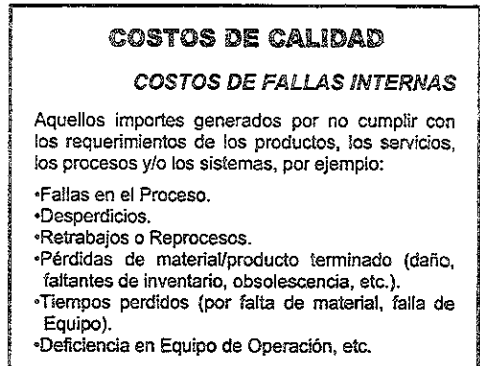 COSTOS DE CALIDAD
COSTOS DE FALLAS INTERNAS
Aquellos importes generados por no cumplir con
los requerimientos de los productos, los servicios,
los procesos y/o los sistemas, por ejemplo:
•Fallas en el Proceso.
•Desperdicios.
•Retrabajos o Reprocesos.
•Pérdidas de material/producto terminado (daño,
faltantes de inventario, obsolescencia, etc.).
•Tiempos perdidos (por falta de material, falla de
Equipo).
•Deficiencia en Equipo de Operación, etc.